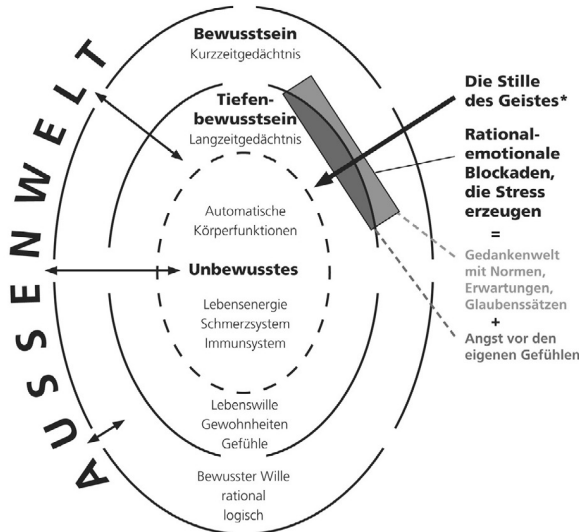 AUSSENWELT
Bewusstsein
Kurzzeitgedächtnis
Tiefen-
bewusstsein
Langzeitgedächtnis
Automatische
Körperfunktionen
Unbewusstes
Lebensenergie
Schmerzsystem
Immunsystem
Lebenswille
Gewohnheiten
Gefühle
Bewusster Wille
rational
logisch
Die Stille
des Geistes*
Rational-
emotionale
Blockaden,
die Stress
erzeugen
=
Gedankenwelt
mit Normen,
Erwartungen,
Glaubenssätzen
+
Angst vor den
eigenen Gefühlen